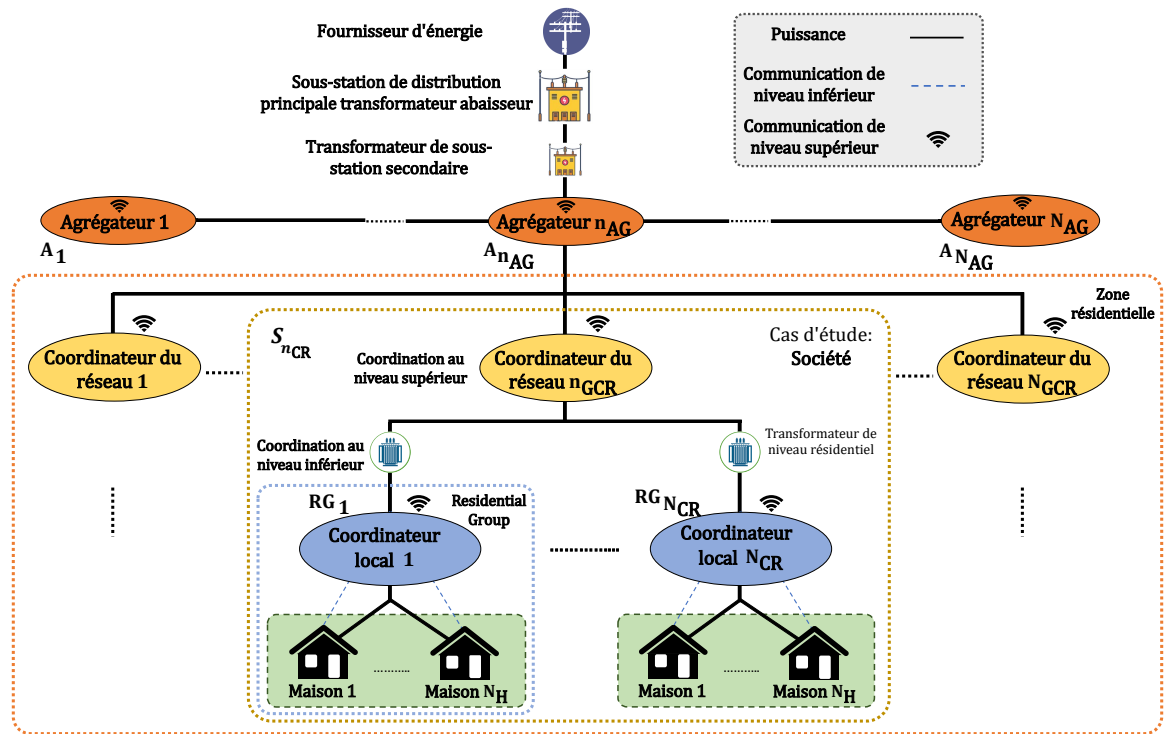 Fournisseur d'énergie
Sous-station de distribution
principale transformateur abaisseur
Transformateur de sous-
station secondaire
Puissance
Communication de
niveau inférieur
Communication de
niveau supérieur
Agrégateur 1
A1
Agrégateur nAG
AnAG
Agrégateur NAG
ANAG
Zone
résidentielle
Coordinateur du
réseau 1
SnCR
Coordination au
niveau supérieur
Coordinateur du
réseau nGCR
Cas d'étude:
Société
Coordinateur du
réseau NGCR
Coordination au
niveau inférieur
Transformateur de
niveau résidentiel
RG1
Residential
Group
Coordinateur
local 1
RGNCR
Coordinateur
local NCR
Maison 1
Maison NH
Maison 1
Maison NH